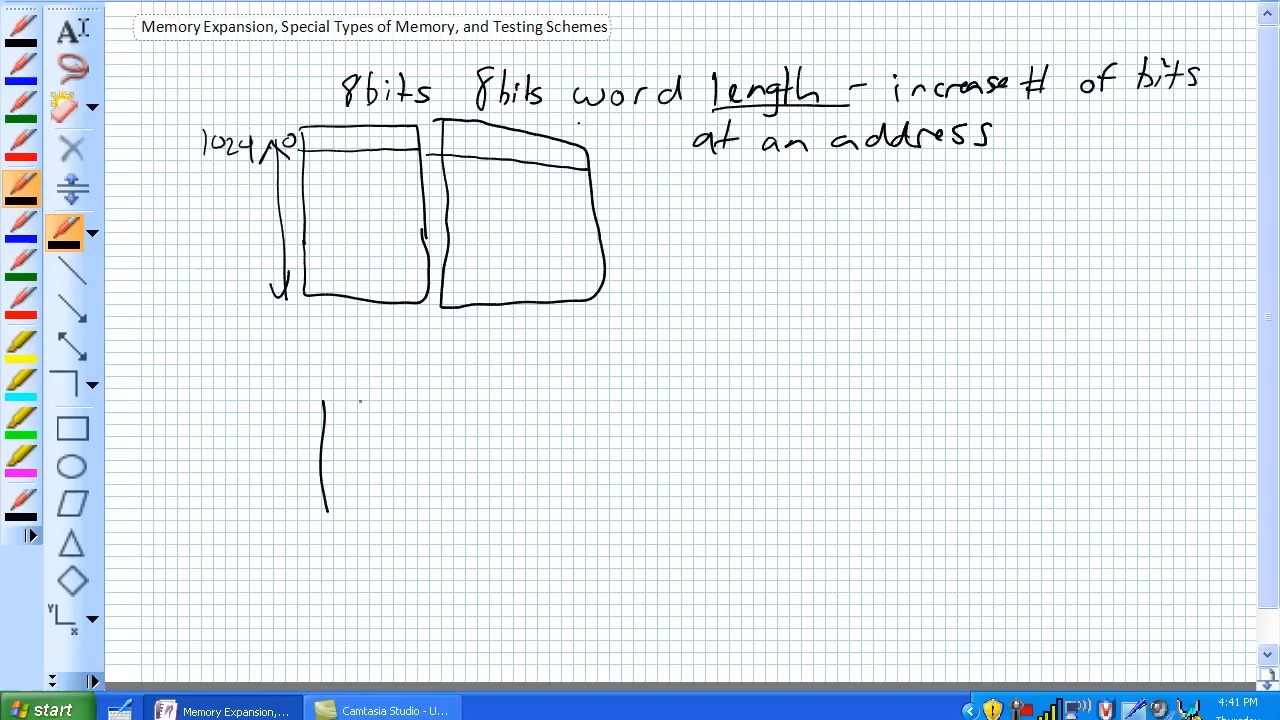 Memory Expansion, Special Types of Memory, and Testing Schemes
8bits 8bits word length - increase # of bits
at an address
1024 0
start
Memory Expansion,...
Camtasia Studio - U...
4:41 PM
Thursday